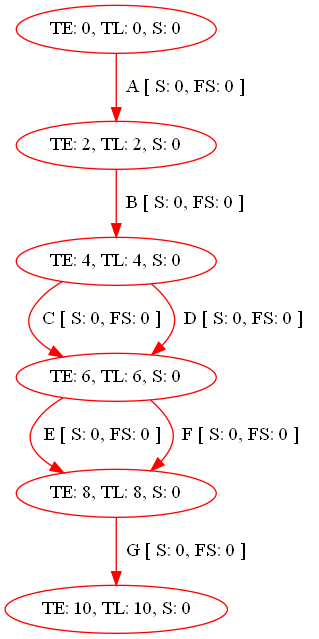 TE: 0, TL: 0, S: 0
A [ S: 0, FS: 0 ]
TE: 2, TL: 2, S: 0
B [ S: 0, FS: 0 ]
TE: 4, TL: 4, S: 0
C [ S: 0, FS: 0 ] D [ S: 0, FS: 0 ]
TE: 6, TL: 6, S: 0
E [ S: 0, FS: 0 ] F [ S: 0, FS: 0 ]
TE: 8, TL: 8, S: 0
G [ S: 0, FS: 0 ]
TE: 10, TL: 10, S: 0